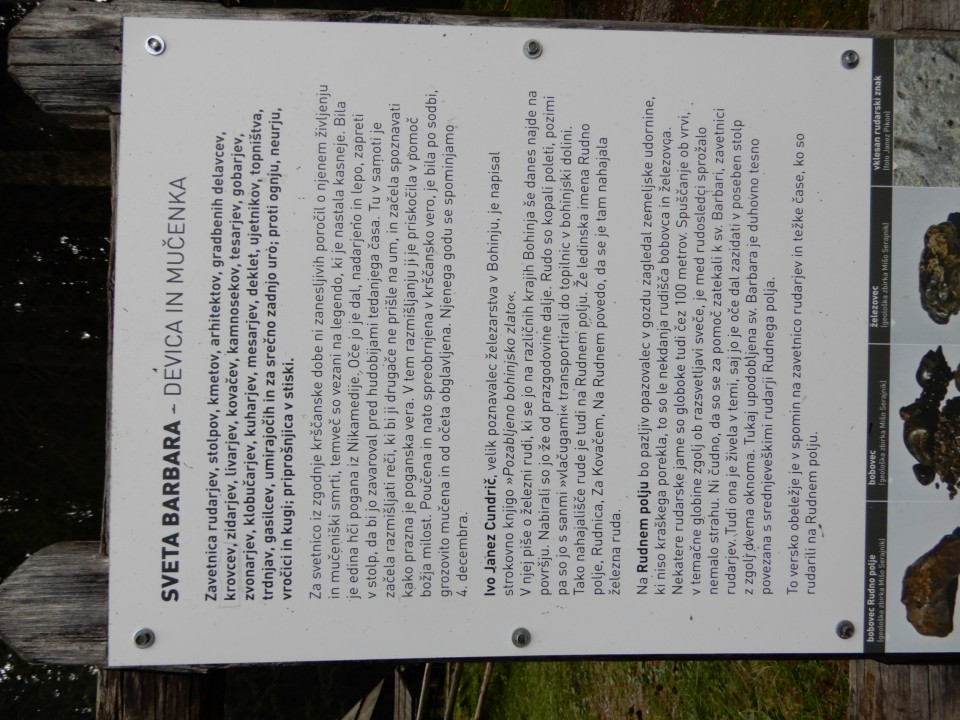 SVETA BARBARA – DEVICA IN MUČENKA
Zavetnica rudarjev, stolpov, kmetov, arhitektov, gradbenih delavcev,
krovcev, zidarjev, livarjev, kovačev, kamnosekov, tesarjev, gobarjev,
zvonarjev, klobučarjev, kuharjev, mesarjev, deklet, ujetnikov, topništva,
trdnjav, gasilcev, umirajočih in za srečno zadnjo uro; proti ognju, neurju,
vročici in kugi; priprošnjica v stiski.
Za svetnico iz zgodnje krščanske dobe ni zanesljivih poročil o njenem življenju
in mučeniški smrti, temveč so vezani na legendo, ki je nastala kasneje. Bila
je edina hči pogana iz Nikamedije. Oče jo je dal, nadarjeno in lepo, zapreti
v stolp, da bi jo zavaroval pred hudobijami tedanjega časa. Tu v samoti je
začela razmišljati reči, ki bi ji drugače ne prišle na um, in začela spoznavati
kako prazna je poganska vera. V tem razmišljanju ji je priskočila v pomoč
božja milost. Poučena in nato spreobrnjena v krščansko vero, je bila po sodbi,
grozovito mučena in od očeta obglavljena. Njenega godu se spominjamo
4. decembra.
Ivo Janez Cundrič, velik poznavalec železarstva v Bohinju, je napisal
strokovno knjigo »Pozabljeno bohinjsko zlato«.
V njej piše o železni rudi, ki se jo na različnih krajih Bohinja še danes najde na
površju. Nabirali so jo že od prazgodovine dalje. Rudo so kopali poleti, pozimi
pa so jo s sanmi »vlačugami« transportirali do topilnic v bohinjski dolini.
Tako nahajališče rude je tudi na Rudnem polju. Že ledinska imena Rudno
polje, Rudnica, Za Kovačem, Na Rudnem povedo, da se je tam nahajala
železna ruda.
Na Rudnem polju bo pazljiv opazovalec v gozdu zagledal zemeljske udornine,
ki niso kraškega porekla, to so le nekdanja rudišča bobovca in železovca.
Nekatere rudarske jame so globoke tudi čez 100 metrov. Spuščanje ob vrvi,
v temačne globine zgolj ob razsvetljavi sveče, je med rudosledci sprožalo
nemalo strahu. Ni čudno, da so se za pomoč zatekali k sv. Barbari, zavetnici
rudarjev. Tudi ona je živela v temi, saj jo je oče dal zazidati v poseben stolp
z zgolj dvema oknoma. Tukaj upodobljena sv. Barbara je duhovno tesno
povezana s srednjeveškimi rudarji Rudnega polja.
To versko obeležje je v spomin na zavetnico rudarjev in težke čase, ko so
rudarili na Rudnem polju.
bobovec Rudno polje
(geološka zbirka Mišo Serajnik)
bobovec
(geološka zbirka Mišo Serajnik)
železovec
(geološka zbirka Mišo Serajnik)
vklesan rudarski znak
(foto Janez Pikon)